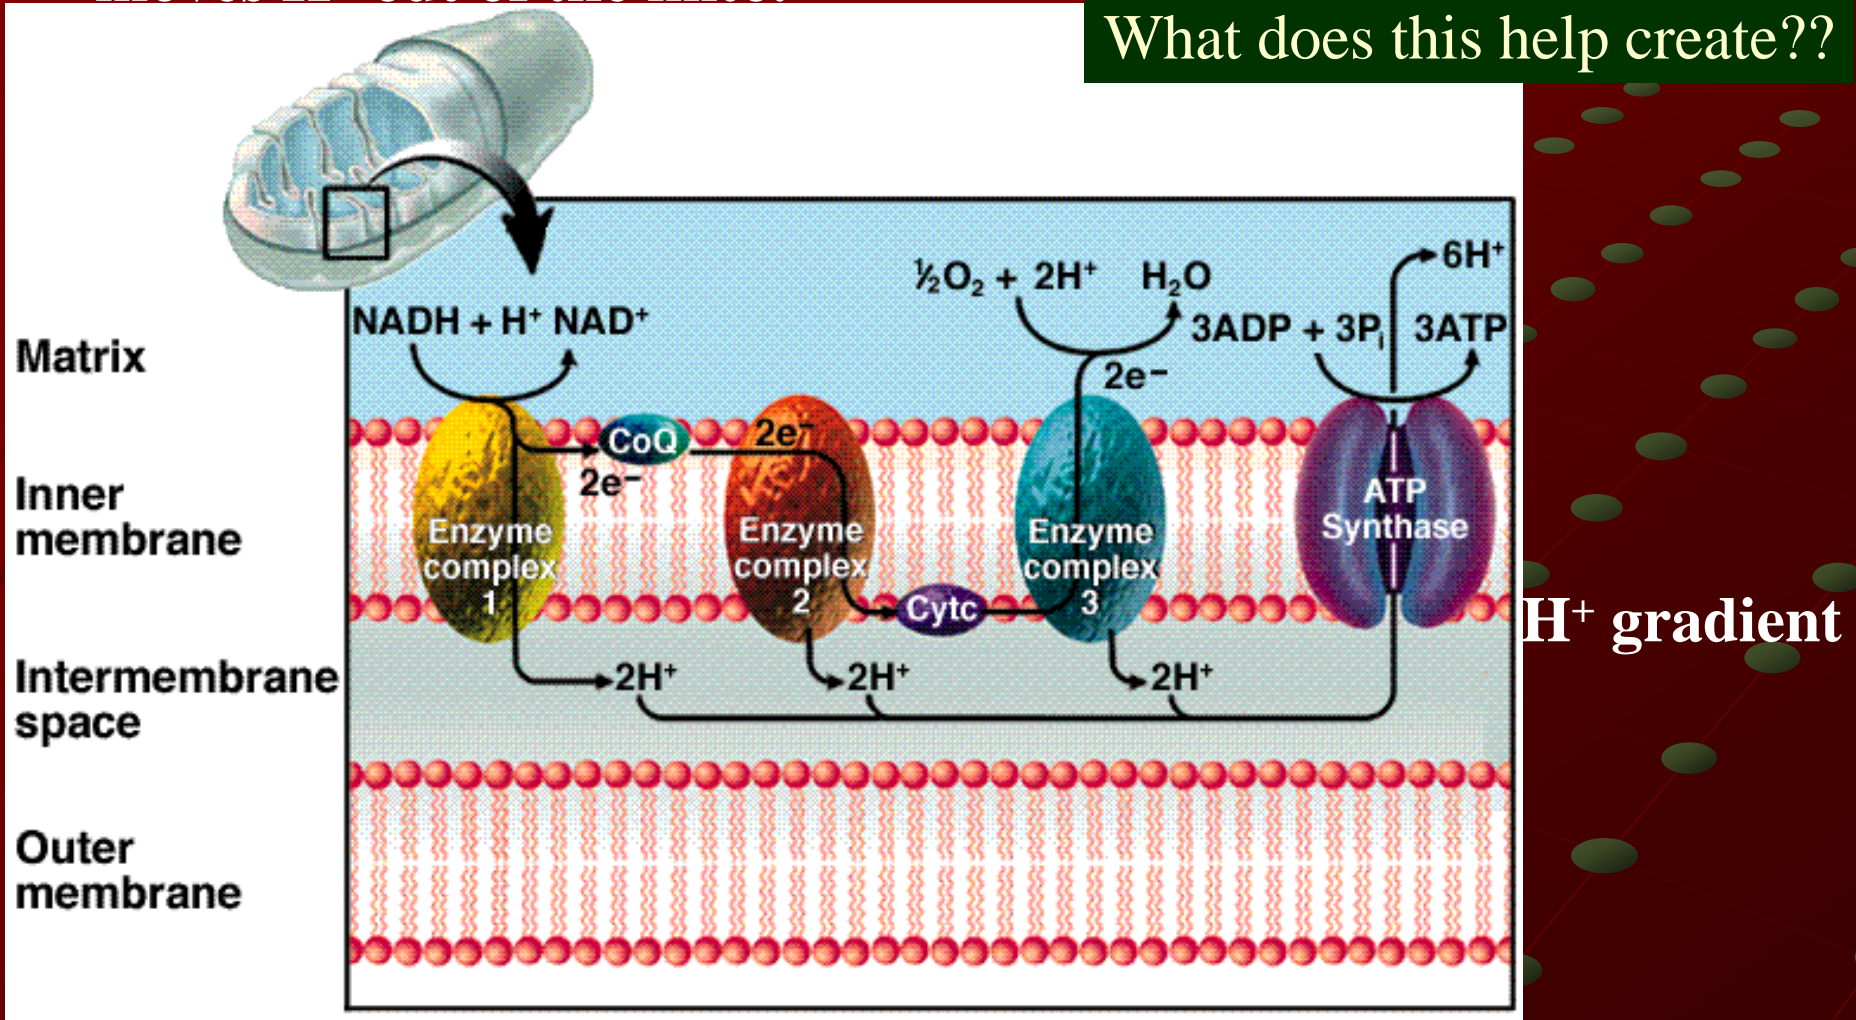 What does this help create??
6H⁺
½O₂ + 2H⁺ H₂O
NADH + H⁺ NAD⁺
3ADP + 3Pᵢ 3ATP
Matrix
2e⁻
CoQ
2e⁻
2e⁻
Inner
membrane
ATP
Synthase
Enzyme
complex
1
Enzyme
complex
2
Enzyme
complex
3
Cytc
H⁺ gradient
Intermembrane
space
2H⁺
2H⁺
2H⁺
Outer
membrane